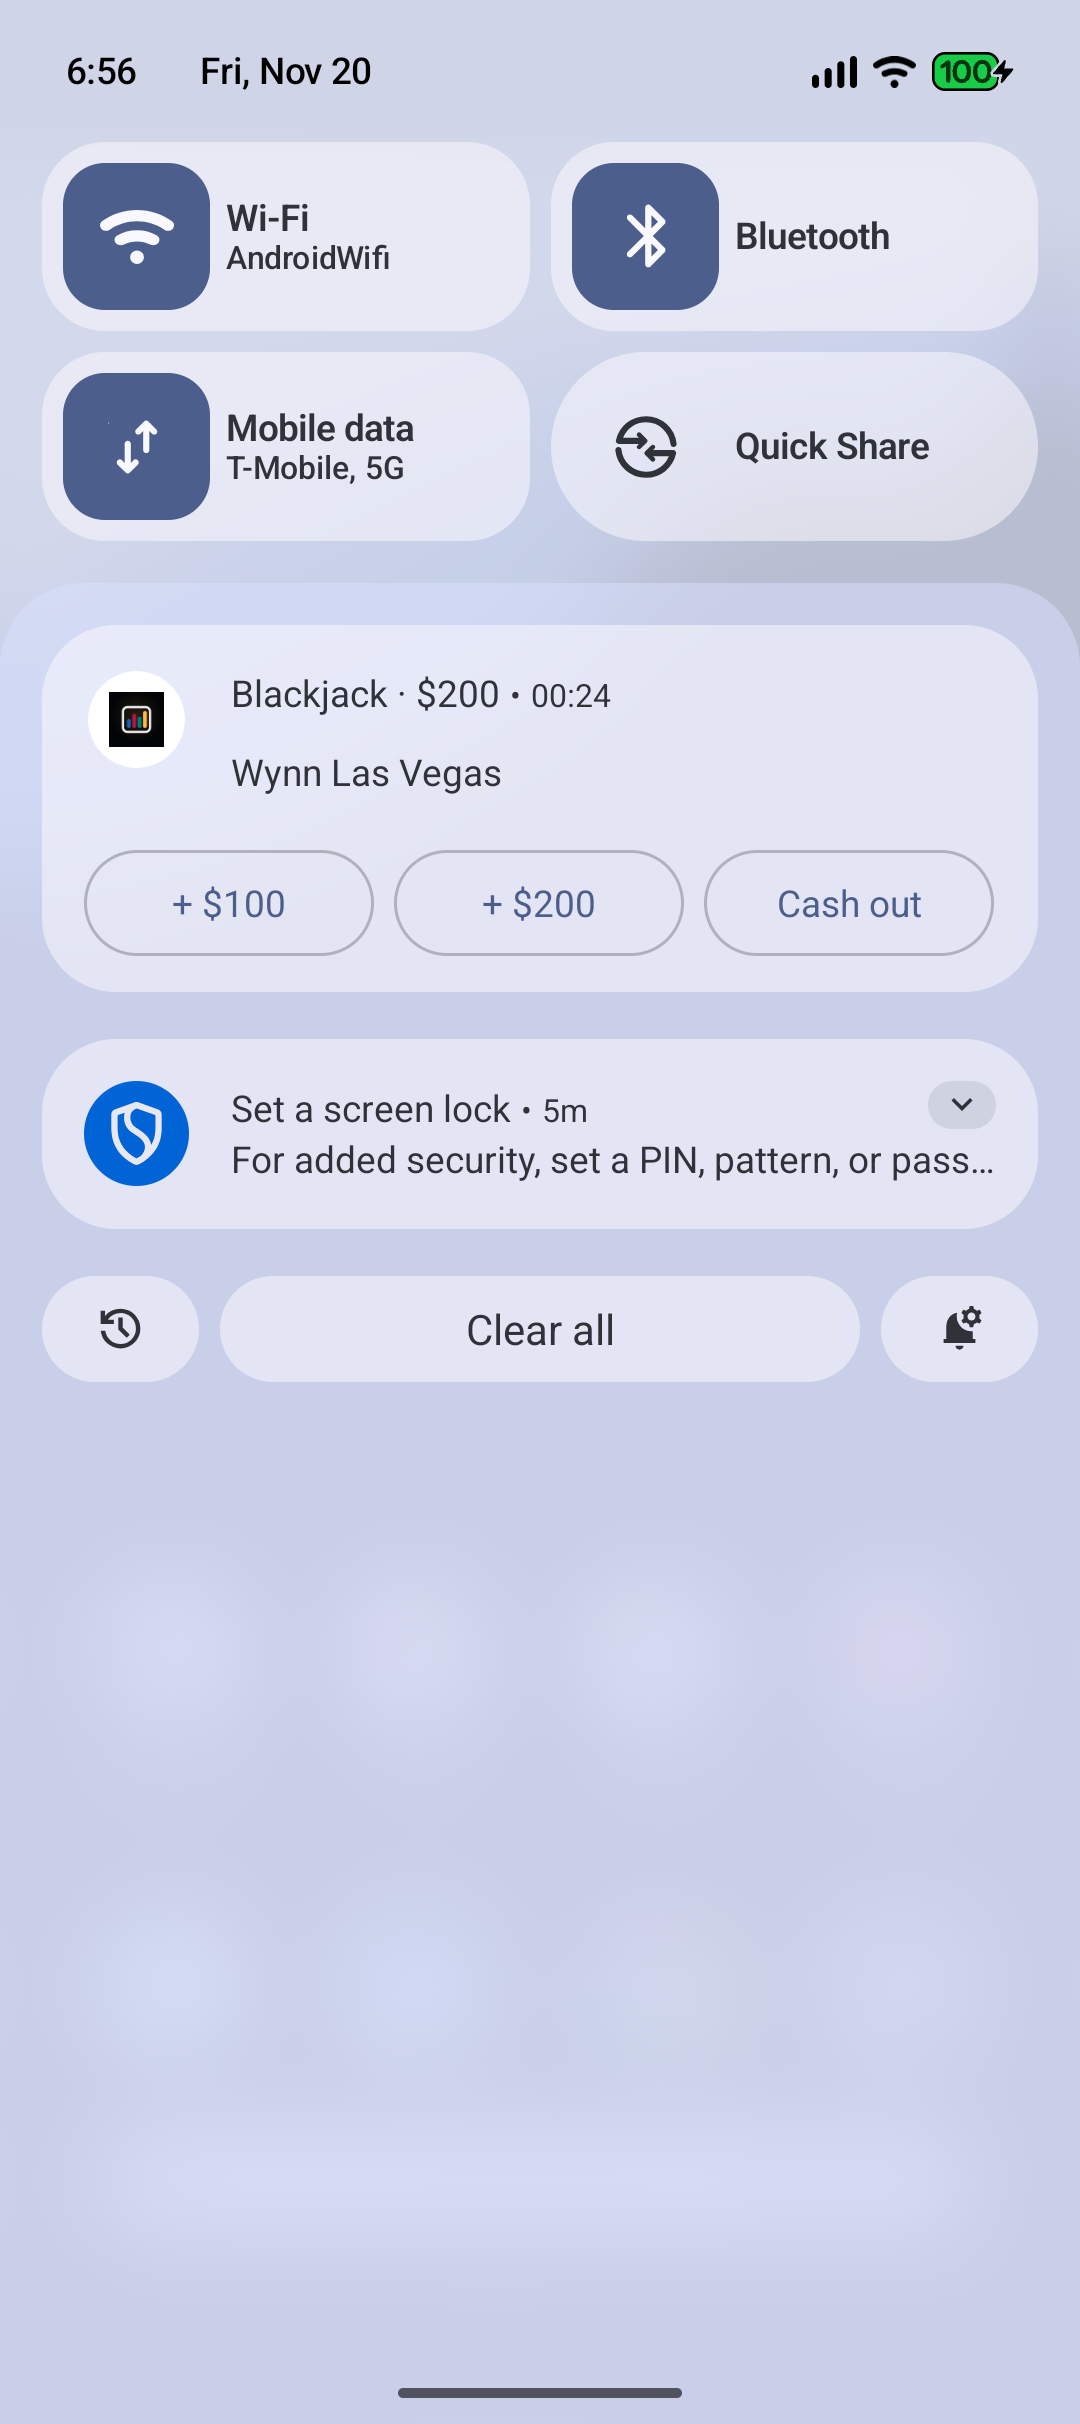 6:56 Fri, Nov 20 100
Wi-Fi
AndroidWifi
Bluetooth
Mobile data
T-Mobile, 5G
Quick Share
Blackjack · $200 • 00:24
Wynn Las Vegas
+ $100 + $200 Cash out
Set a screen lock • 5m
For added security, set a PIN, pattern, or pass…
Clear all